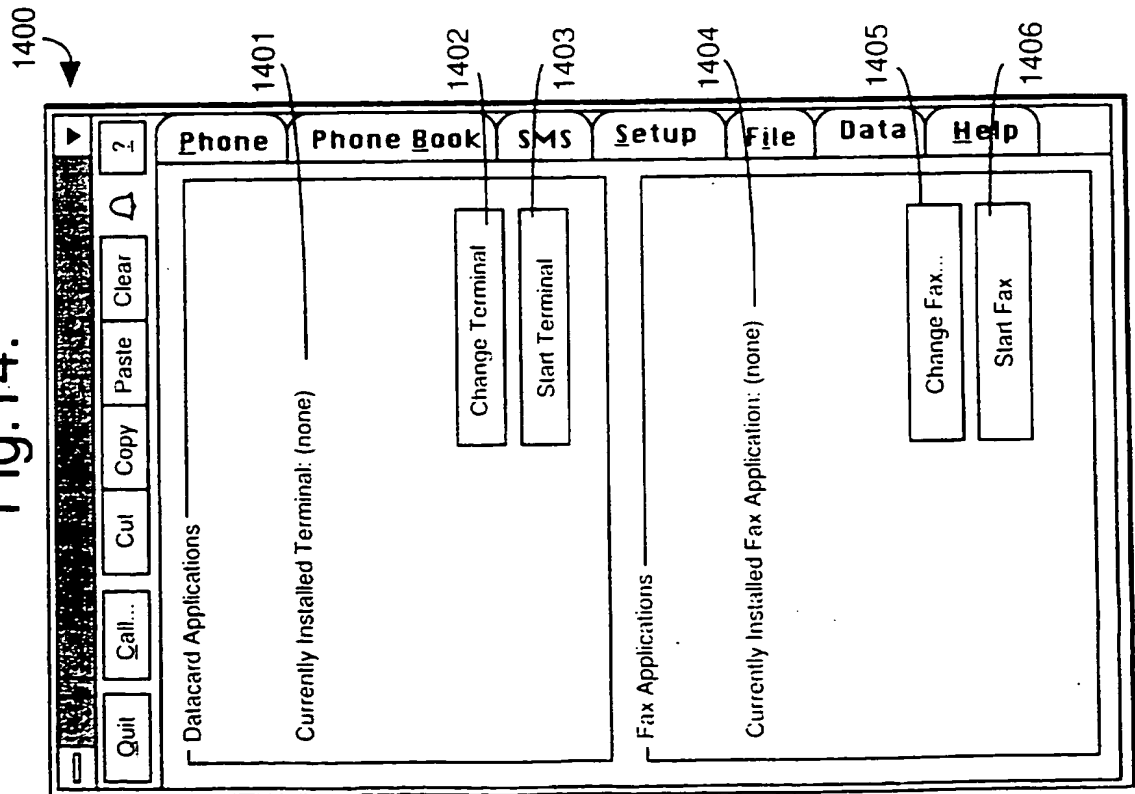 Fig.14.
1400
Quit Call... Cut Copy Paste Clear ?
Phone
Phone Book
SMS
Setup
File
Data
Help
Datacard Applications
Currently Installed Terminal: (none)
1401
Change Terminal
1402
Start Terminal
1403
Fax Applications
Currently Installed Fax Application: (none)
1404
Change Fax...
1405
Start Fax
1406